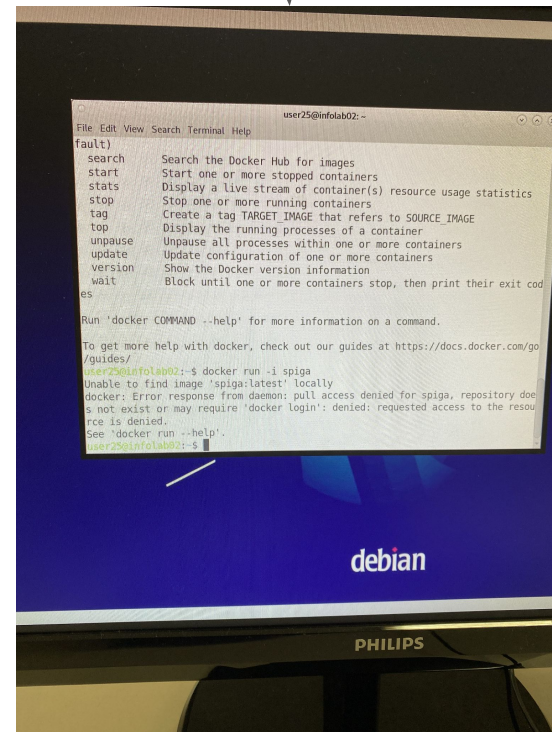 user25@infolab02: ~
File Edit View Search Terminal Help
fault)
search Search the Docker Hub for images
start Start one or more stopped containers
stats Display a live stream of container(s) resource usage statistics
stop Stop one or more running containers
tag Create a tag TARGET_IMAGE that refers to SOURCE_IMAGE
top Display the running processes of a container
unpause Unpause all processes within one or more containers
update Update configuration of one or more containers
version Show the Docker version information
wait Block until one or more containers stop, then print their exit cod
es
Run 'docker COMMAND --help' for more information on a command.
To get more help with docker, check out our guides at https://docs.docker.com/go
/guides/
user25@infolab02:~$ docker run -i spiga
Unable to find image 'spiga:latest' locally
docker: Error response from daemon: pull access denied for spiga, repository doe
s not exist or may require 'docker login': denied: requested access to the resou
rce is denied.
See 'docker run --help'.
user25@infolab02:~$
debian
PHILIPS